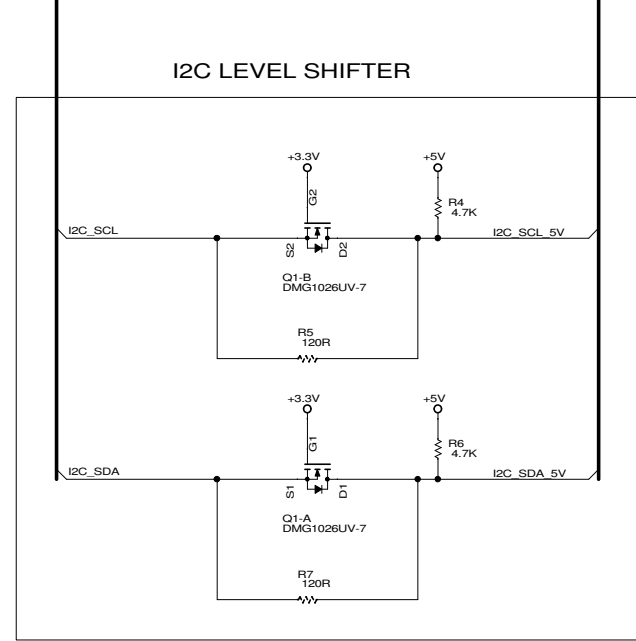 I2C LEVEL SHIFTER
+3.3V
+5V
G2
R4
4.7K
I2C_SCL
I2C_SCL_5V
S2
D2
Q1-B
DMG1026UV-7
R5
120R
+3.3V
+5V
G1
R6
4.7K
I2C_SDA
I2C_SDA_5V
S1
D1
Q1-A
DMG1026UV-7
R7
120R